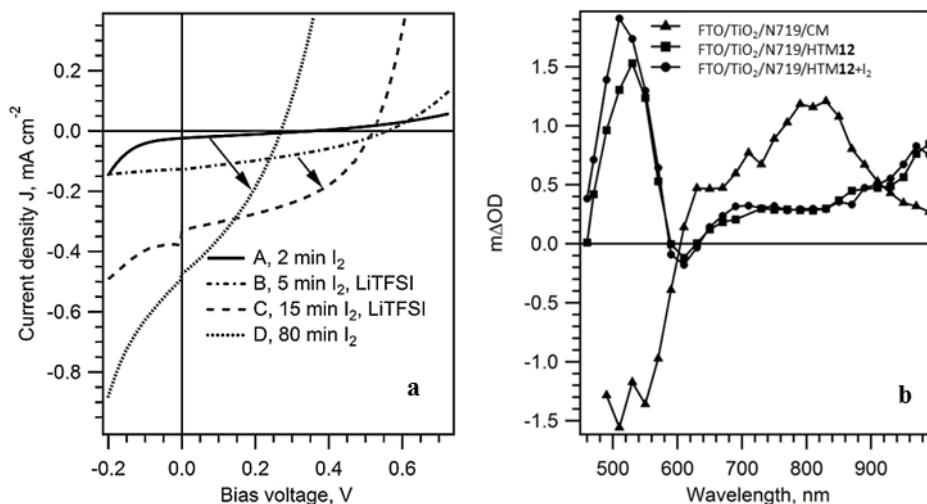 0.2
0.0
-0.2
-0.4
-0.6
-0.8
Current density J, mA cm-2
A, 2 min I2
B, 5 min I2, LiTFSI
C, 15 min I2, LiTFSI
D, 80 min I2
a
-0.2 0.0 0.2 0.4 0.6
Bias voltage, V
1.5
1.0
0.5
0.0
-0.5
-1.0
-1.5
mΔOD
FTO/TiO2/N719/CM
FTO/TiO2/N719/HTM12
FTO/TiO2/N719/HTM12+I2
b
500 600 700 800 900
Wavelength, nm